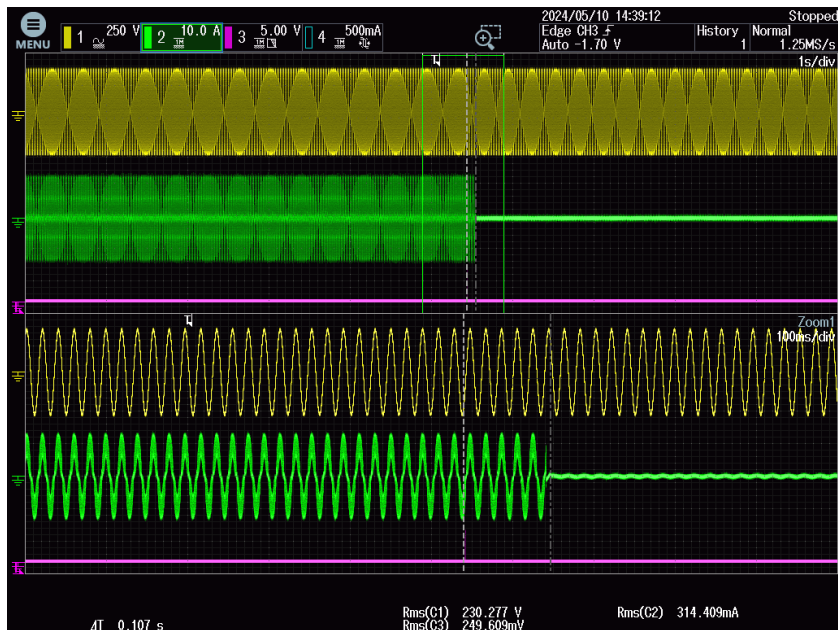 2024/05/10 14:39:12 Stopped
MENU
1 250 V
2 10.0 A
3 5.00 V
4 500mA
Edge CH3
Auto -1.70 V
History
1
Normal
1.25MS/s
1s/div
Zoom1
100ms/div
Rms(C1) 230.277 V
Rms(C2) 314.409mA
ΔT 0.107 s
Rms(C3) 249.609mV